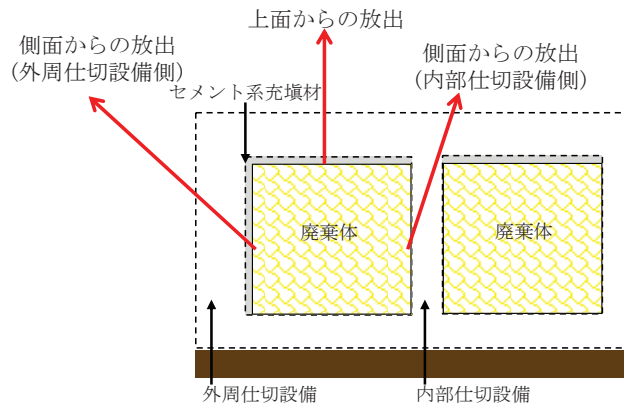 上面からの放出
側面からの放出
(外周仕切設備側)
側面からの放出
(内部仕切設備側)
セメント系充塡材
廃棄体
廃棄体
外周仕切設備
内部仕切設備